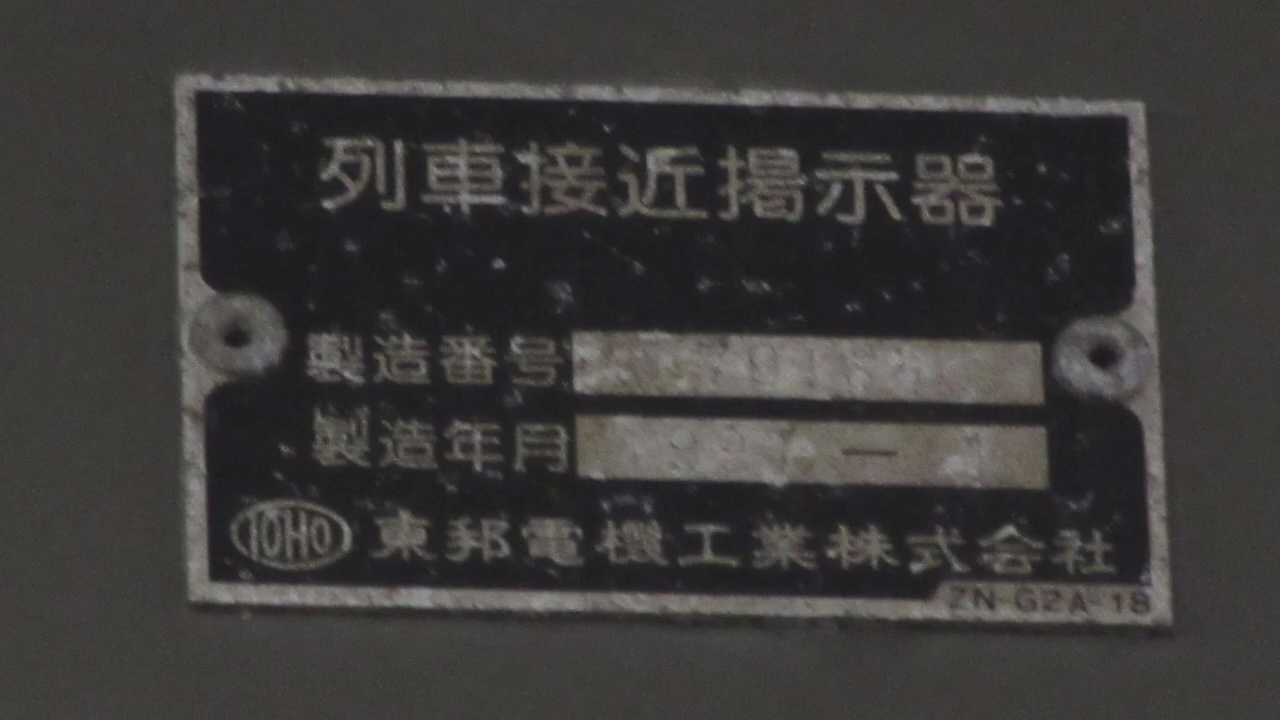 列車接近掲示器
製造番号
製造年月 —
TOHO 東邦電機工業株式会社
ZN-G2A-18